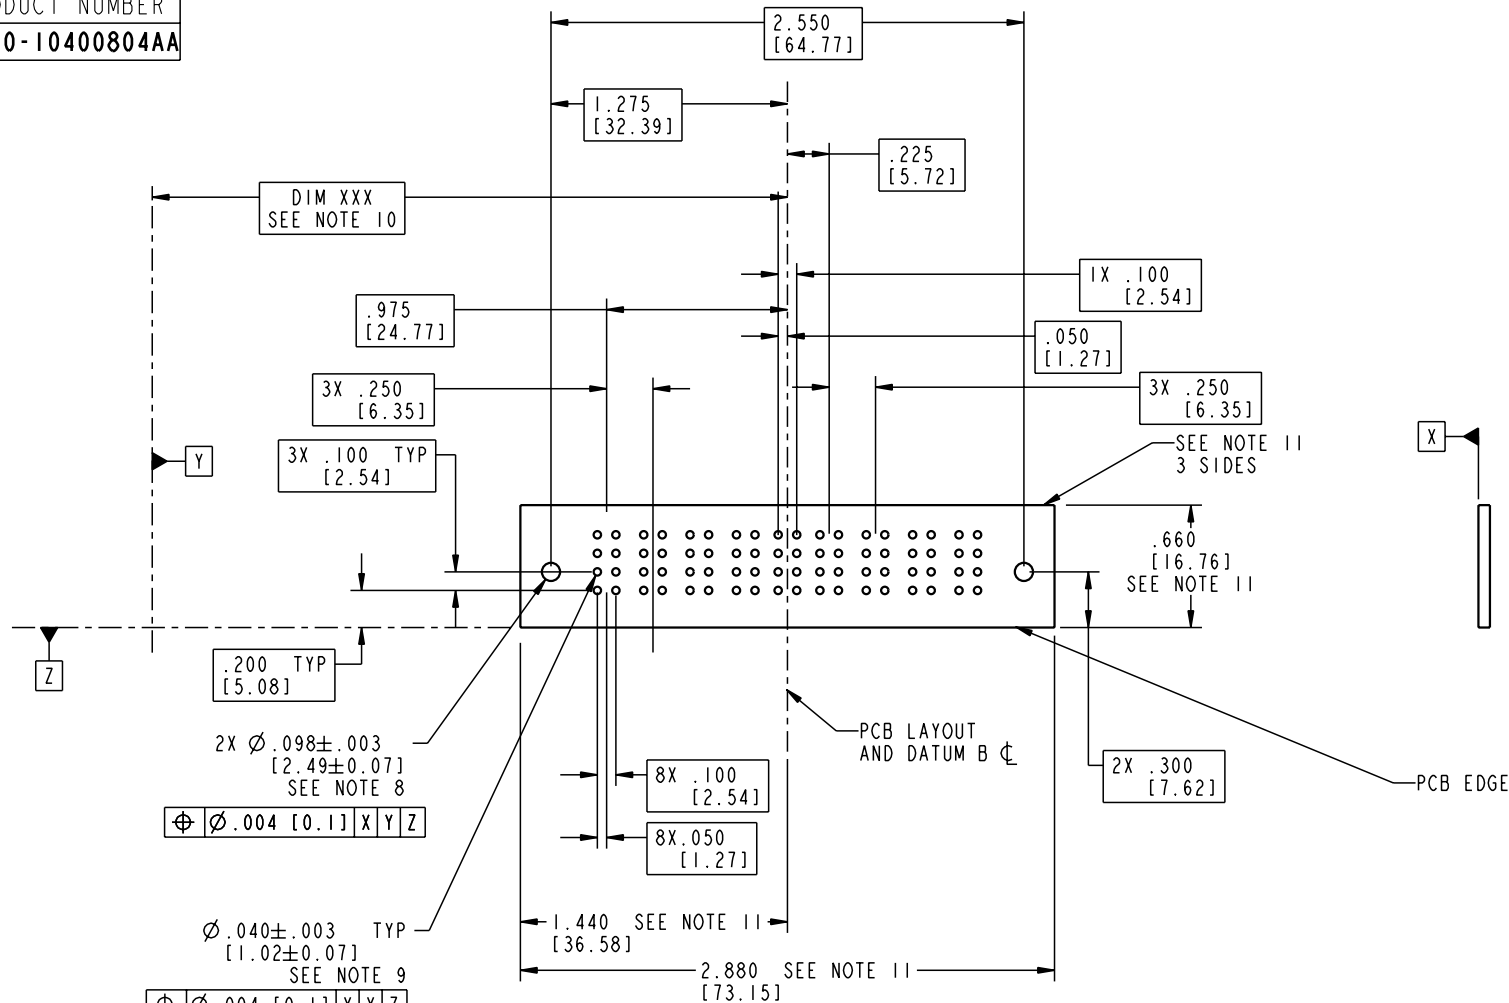 PRODUCT NUMBER
0-10400804AA
2.550
[64.77]
1.275
[32.39]
.225
[5.72]
DIM XXX
SEE NOTE 10
1X .100
[2.54]
.975
[24.77]
.050
[1.27]
3X .250
[6.35]
3X .250
[6.35]
3X .100 TYP
[2.54]
SEE NOTE 11
3 SIDES
X
Y
.660
[16.76]
SEE NOTE 11
.200 TYP
[5.08]
Z
2X Ø.098±.003
[2.49±0.07]
SEE NOTE 8
⌖ Ø.004 [0.1] X Y Z
PCB LAYOUT
AND DATUM B ℄
8X .100
[2.54]
2X .300
[7.62]
PCB EDGE
8X.050
[1.27]
Ø.040±.003 TYP
[1.02±0.07]
SEE NOTE 9
1.440 SEE NOTE 11
[36.58]
2.880 SEE NOTE 11
[73.15]
⌖ Ø.004 [0.1] X Y Z